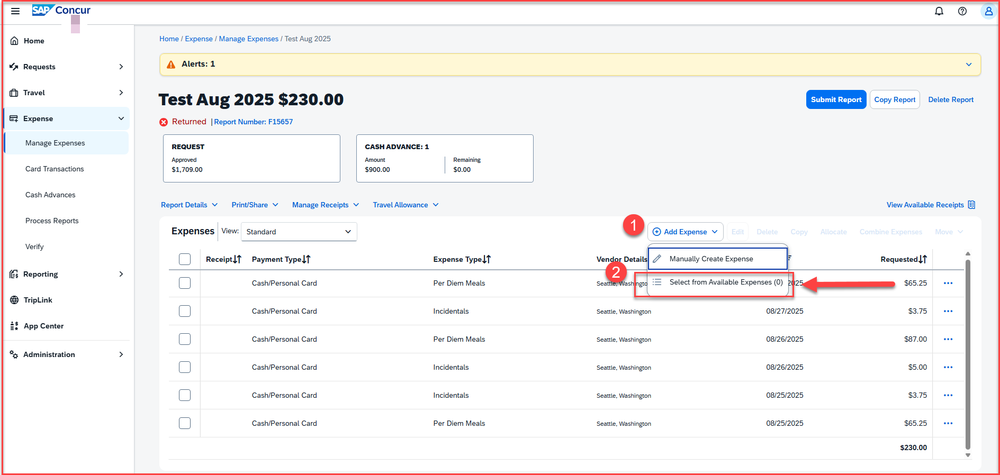 SAP Concur
Home
Requests
Travel
Expense
Manage Expenses
Card Transactions
Cash Advances
Process Reports
Verify
Reporting
TripLink
App Center
Administration
Home / Expense / Manage Expenses / Test Aug 2025
Alerts: 1
Test Aug 2025 $230.00
Submit Report Copy Report Delete Report
Returned | Report Number: F15657
REQUEST
Approved
$1,709.00
CASH ADVANCE: 1
Amount Remaining
$900.00 $0.00
Report Details Print/Share Manage Receipts Travel Allowance View Available Receipts
Expenses View: Standard 1 Add Expense Edit Delete Copy Allocate Combine Expenses Move
Manually Create Expense
2 Select from Available Expenses (0)
Receipt Payment Type Expense Type Vendor Details Requested
Cash/Personal Card Per Diem Meals Seattle, Washingto 2025 $65.25
Cash/Personal Card Incidentals Seattle, Washington 08/27/2025 $3.75
Cash/Personal Card Per Diem Meals Seattle, Washington 08/26/2025 $87.00
Cash/Personal Card Incidentals Seattle, Washington 08/26/2025 $5.00
Cash/Personal Card Incidentals Seattle, Washington 08/25/2025 $3.75
Cash/Personal Card Per Diem Meals Seattle, Washington 08/25/2025 $65.25
$230.00